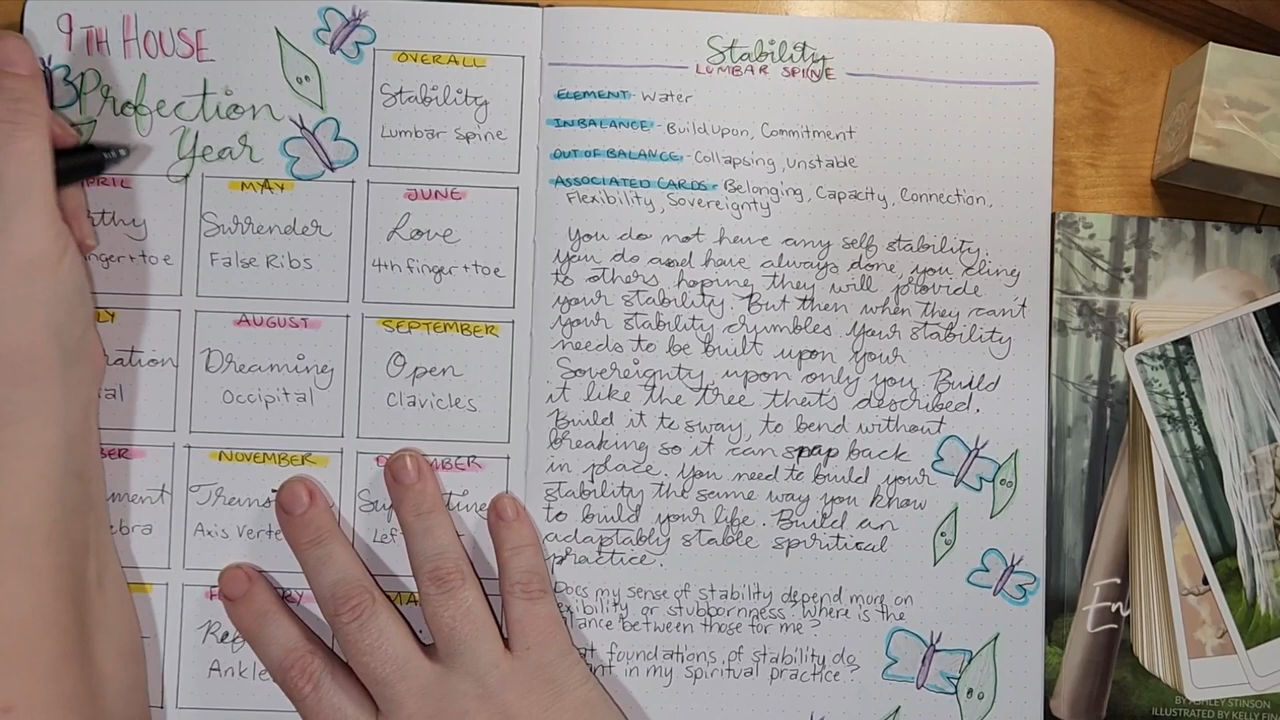 9TH HOUSE
Profection
Year
OVERALL
Stability
Lumbar Spine
MAY
Surrender
False Ribs
JUNE
Love
4th finger + toe
AUGUST
Dreaming
Occipital
SEPTEMBER
Open
Clavicles
NOVEMBER
Axis
Stability
LUMBAR SPINE
ELEMENT- Water
IN BALANCE - Build Upon, Commitment
OUT OF BALANCE - Collapsing, unstable
ASSOCIATED CARDS - Belonging, Capacity, Connection,
Flexibility, Sovereignty
You do not have any self stability.
you do and have always done, you cling
to others hoping they will provide
your stability. But then when they can't
your stability crumbles. Your stability
needs to be built upon your
Sovereignty upon only you. Build
it like the tree that's described.
Build it to sway, to bend without
breaking so it can snap back
in place. You need to build your
stability the same way you know
to build your life. Build an
adaptably stable spiritical
practice.
Does my sense of stability depend more on
or stubbornness? Where is the
between those for me?
foundations of stability do
in my spiritual practice?
En
BY ASHLEY STINSON
ILLUSTRATED BY KELLY